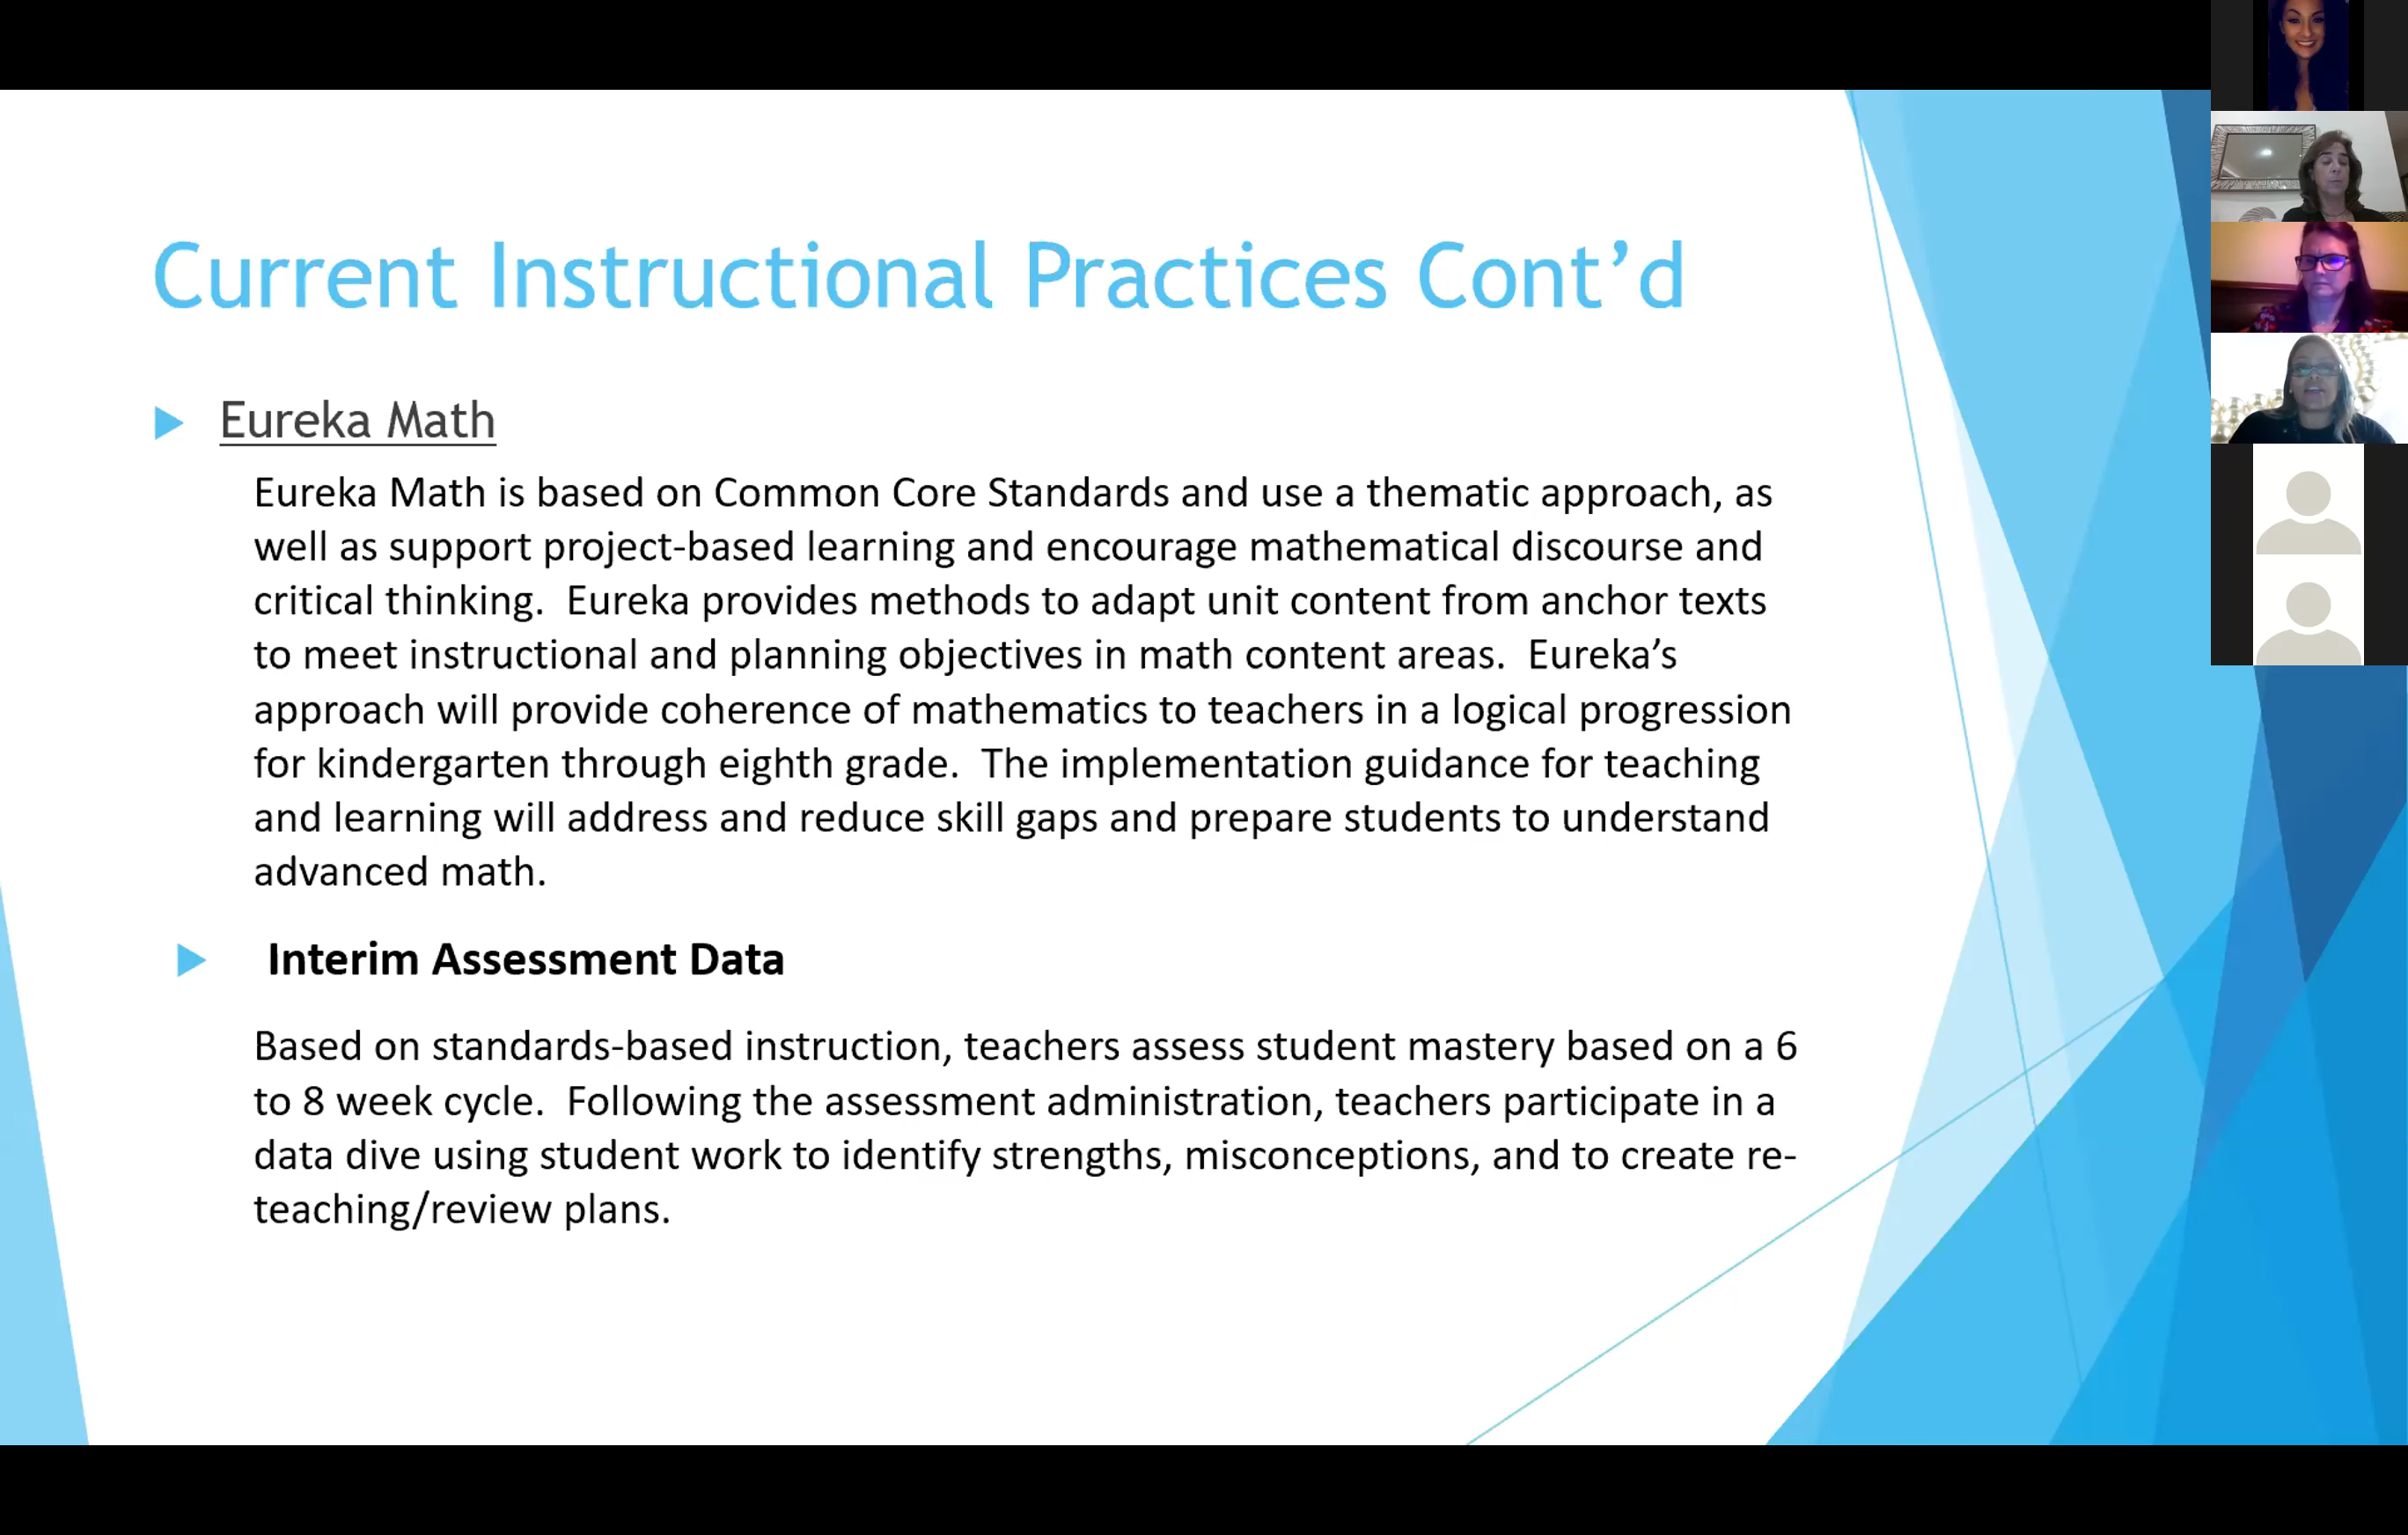 Current Instructional Practices Cont’d
Eureka Math
Eureka Math is based on Common Core Standards and use a thematic approach, as
well as support project-based learning and encourage mathematical discourse and
critical thinking.  Eureka provides methods to adapt unit content from anchor texts
to meet instructional and planning objectives in math content areas.  Eureka’s
approach will provide coherence of mathematics to teachers in a logical progression
for kindergarten through eighth grade.  The implementation guidance for teaching
and learning will address and reduce skill gaps and prepare students to understand
advanced math.
Interim Assessment Data
Based on standards-based instruction, teachers assess student mastery based on a 6
to 8 week cycle.  Following the assessment administration, teachers participate in a
data dive using student work to identify strengths, misconceptions, and to create re-
teaching/review plans.